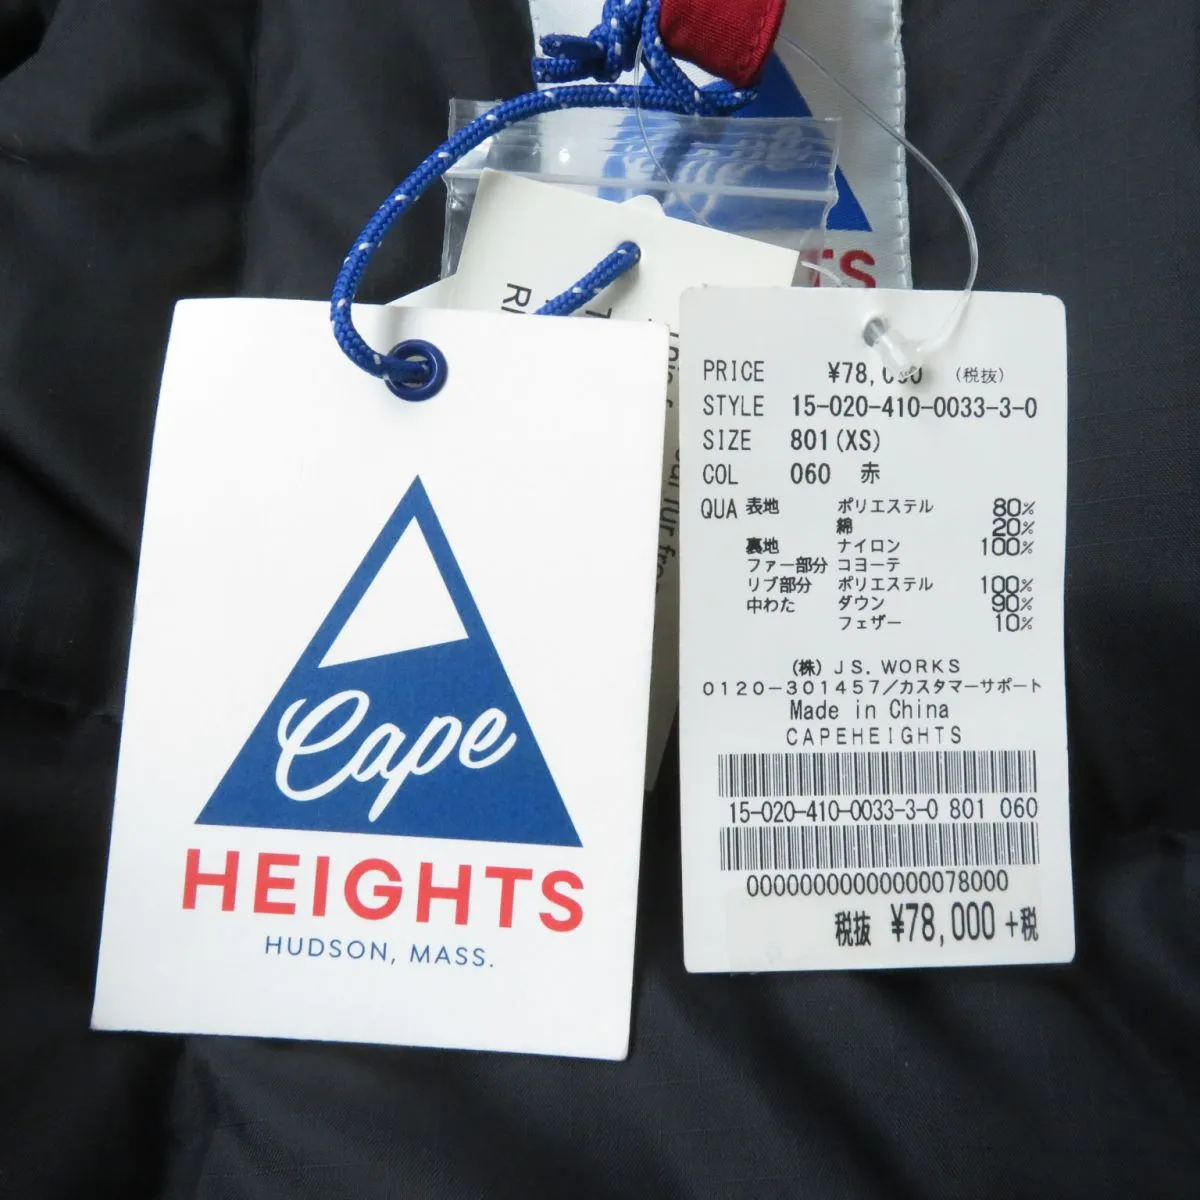 Cape
HEIGHTS
HUDSON, MASS.
TS
PRICE ¥78,000 (税抜)
STYLE 15-020-410-0033-3-0
SIZE 801(XS)
COL 060 赤
QUA 表地 ポリエステル 80%
綿 20%
裏地 ナイロン 100%
ファー部分 コヨーテ
リブ部分 ポリエステル 100%
中わた ダウン 90%
フェザー 10%
(株) JS. WORKS
0120-301457/カスタマーサポート
Made in China
CAPEHEIGHTS
15-020-410-0033-3-0 801 060
00000000000000078000
税抜 ¥78,000 +税